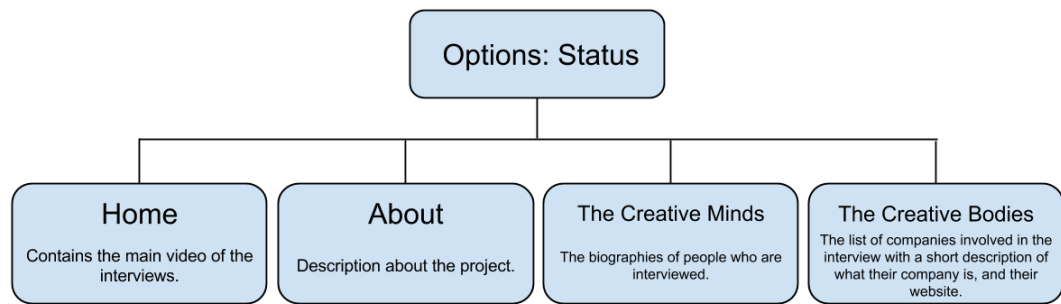 Options: Status
Home
Contains the main video of the
interviews.
About
Description about the project.
The Creative Minds
The biographies of people who are
interviewed.
The Creative Bodies
The list of companies involved in the
interview with a short description of
what their company is, and their
website.